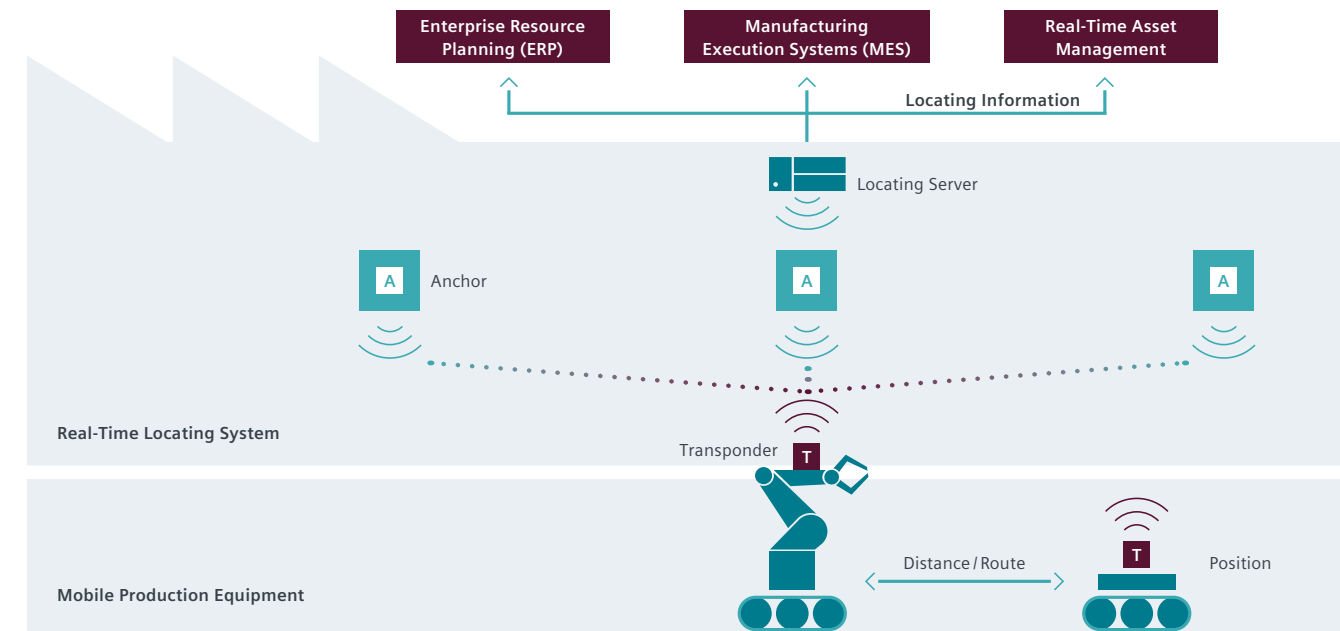 Enterprise Resource
Planning (ERP)
Manufacturing
Execution Systems (MES)
Real-Time Asset
Management
Locating Information
Locating Server
A
Anchor
A
A
Real-Time Locating System
Transponder
T
T
Distance / Route
Position
Mobile Production Equipment